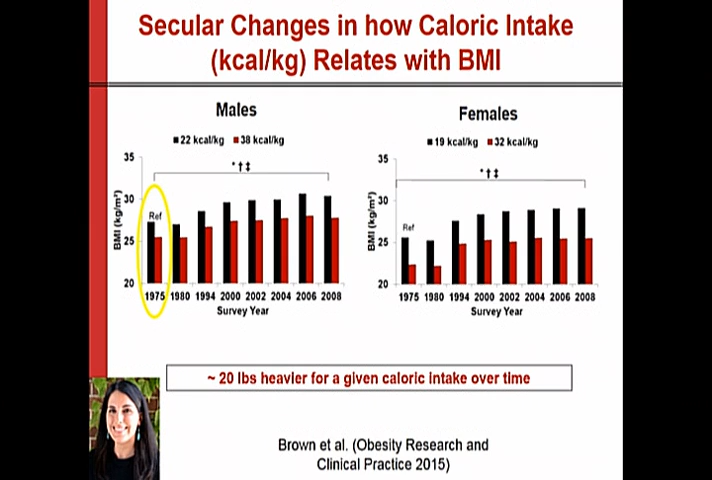 Secular Changes in how Caloric Intake
(kcal/kg) Relates with BMI
Males
22 kcal/kg 38 kcal/kg
*†‡
35
30
25
20
BMI (kg/m²)
Ref
1975 1980 1994 2000 2002 2004 2006 2008
Survey Year
Females
19 kcal/kg 32 kcal/kg
*†‡
35
30
25
20
BMI (kg/m²)
Ref
1975 1980 1994 2000 2002 2004 2006 2008
Survey Year
~ 20 lbs heavier for a given caloric intake over time
Brown et al. (Obesity Research and
Clinical Practice 2015)